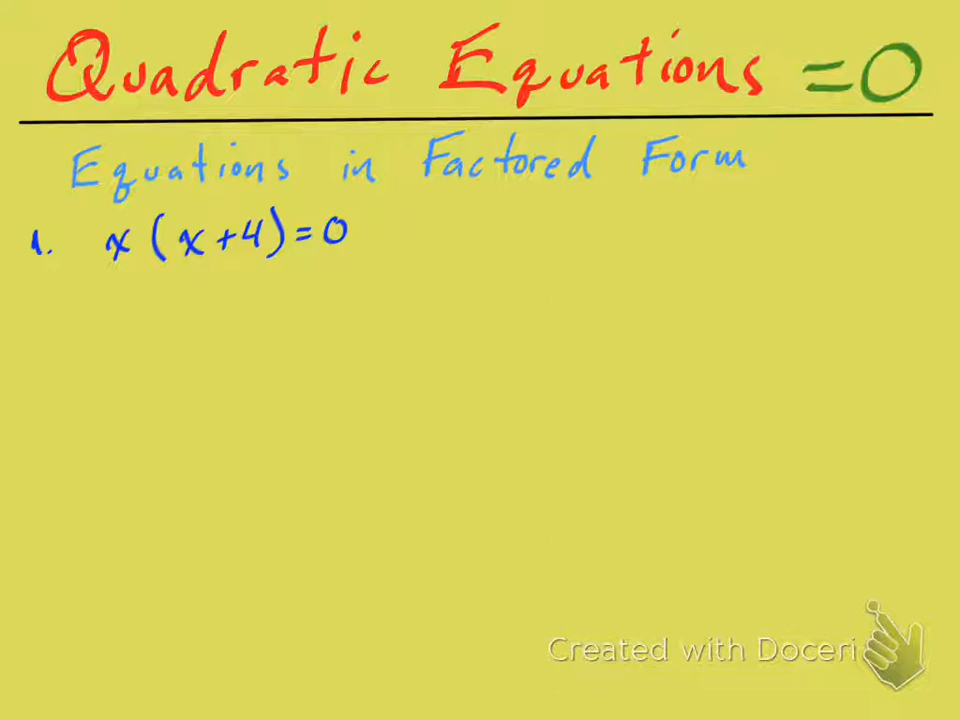 Quadratic Equations =0
Equations in Factored Form
1. x(x+4)=0
Created with Doceri